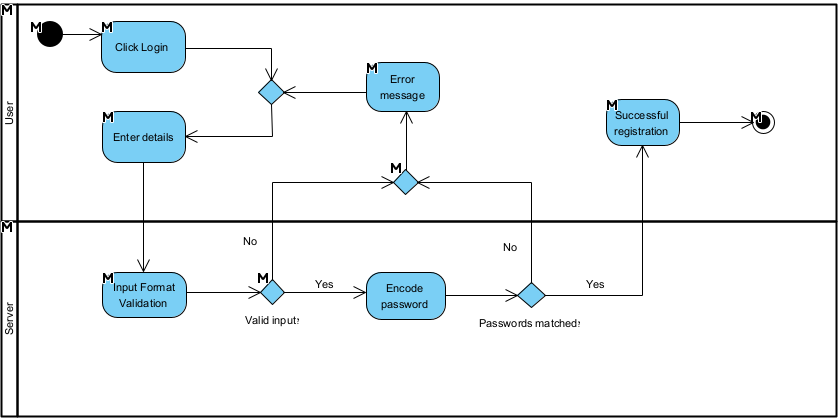 M
M
M
Click Login
M
Error
message
M
Successful
registration
M
User
M
Enter details
M
M
No
No
M
Input Format
Validation
M
Yes
Encode
password
Yes
Server
Valid input?
Passwords matched?